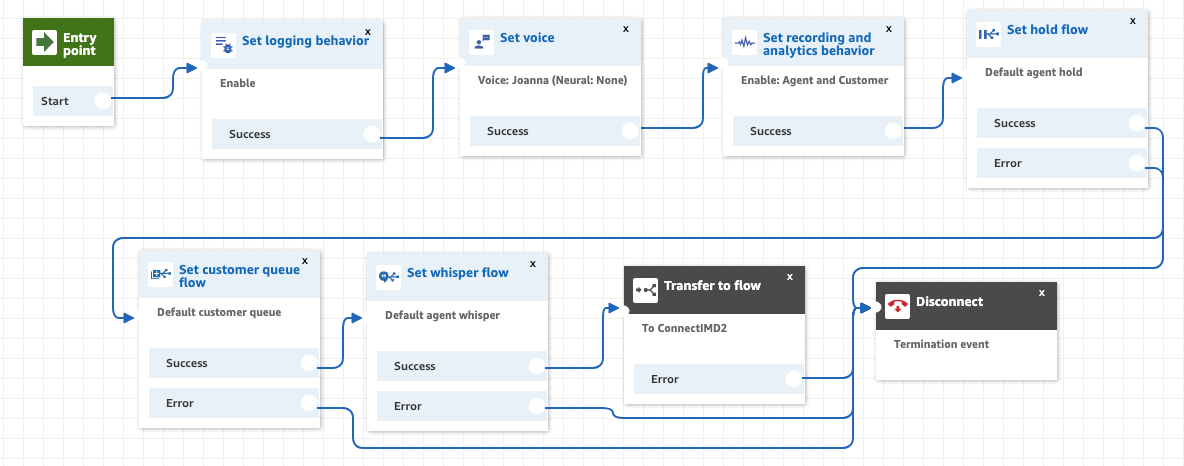 Entry
point
Start
Set logging behavior
x
Enable
Success
Set voice
x
Voice: Joanna (Neural: None)
Success
Set recording and
analytics behavior
x
Enable: Agent and Customer
Success
Set hold flow
x
Default agent hold
Success
Error
Set customer queue
flow
x
Default customer queue
Success
Error
Set whisper flow
x
Default agent whisper
Success
Error
Transfer to flow
x
To ConnectIMD2
Error
Disconnect
x
Termination event